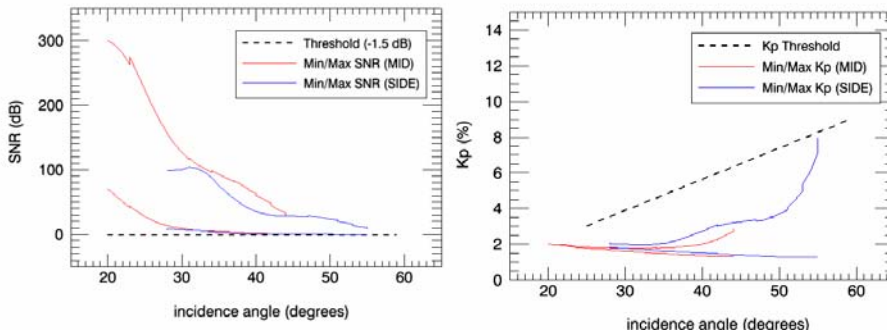 300
200
100
0
SNR (dB)
20 30 40 50 60
incidence angle (degrees)
Threshold (-1.5 dB)
Min/Max SNR (MID)
Min/Max SNR (SIDE)
14
12
10
8
6
4
2
0
Kp (%)
20 30 40 50 60
incidence angle (degrees)
Kp Threshold
Min/Max Kp (MID)
Min/Max Kp (SIDE)